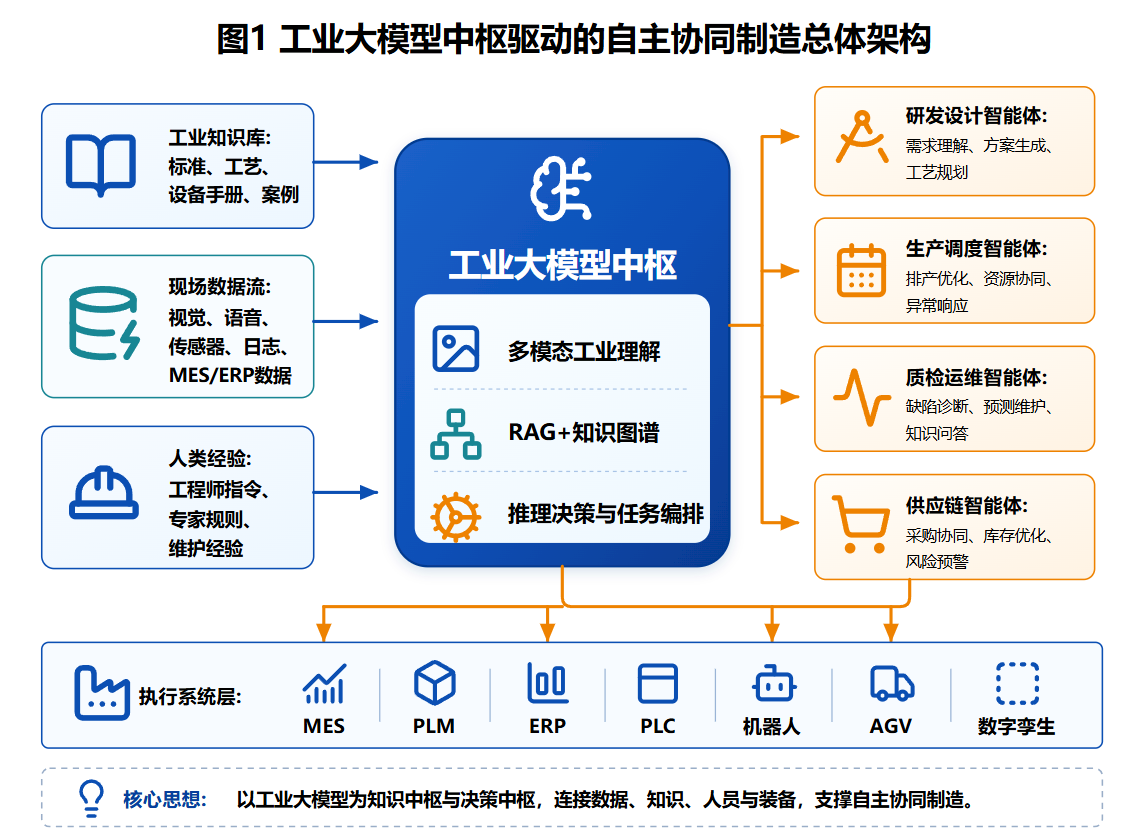 图1 工业大模型中枢驱动的自主协同制造总体架构
工业知识库:
标准、工艺、
设备手册、案例
现场数据流:
视觉、语音、
传感器、日志、
MES/ERP数据
人类经验:
工程师指令、
专家规则、
维护经验
工业大模型中枢
多模态工业理解
RAG+知识图谱
推理决策与任务编排
研发设计智能体:
需求理解、方案生成、
工艺规划
生产调度智能体:
排产优化、资源协同、
异常响应
质检运维智能体:
缺陷诊断、预测维护、
知识问答
供应链智能体:
采购协同、库存优化、
风险预警
执行系统层:
MES
PLM
ERP
PLC
机器人
AGV
数字孪生
核心思想: 以工业大模型为知识中枢与决策中枢，连接数据、知识、人员与装备，支撑自主协同制造。